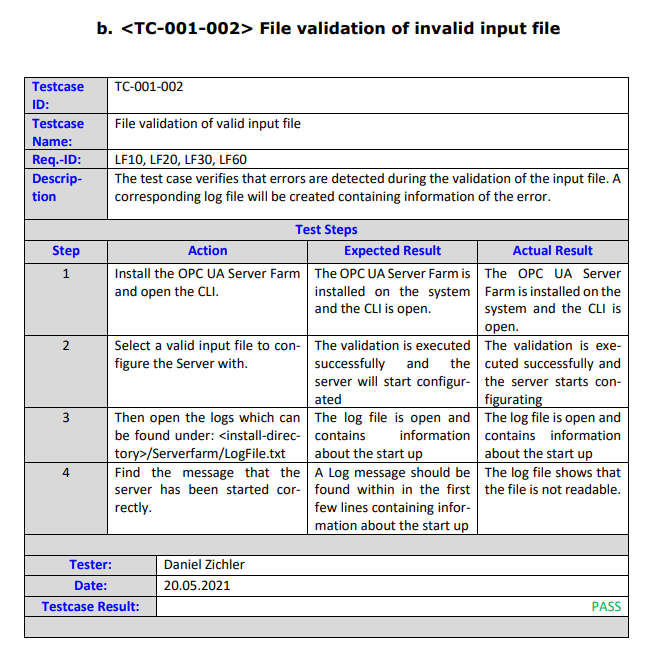 b. <TC-001-002> File validation of invalid input file
Testcase
ID:
TC-001-002
Testcase
Name:
File validation of valid input file
Req.-ID:
LF10, LF20, LF30, LF60
Descrip-
tion
The test case verifies that errors are detected during the validation of the input file. A
corresponding log file will be created containing information of the error.
Test Steps
Step
Action
Expected Result
Actual Result
1
Install the OPC UA Server Farm
and open the CLI.
The OPC UA Server Farm is
installed on the system
and the CLI is open.
The OPC UA Server
Farm is installed on the
system and the CLI is
open.
2
Select a valid input file to con-
figure the Server with.
The validation is executed
successfully and the
server will start configur-
ated
The validation is exe-
cuted successfully and
the server starts con-
figurating
3
Then open the logs which can
be found under: <install-direc-
tory>/Serverfarm/LogFile.txt
The log file is open and
contains information
about the start up
The log file is open and
contains information
about the start up
4
Find the message that the
server has been started cor-
rectly.
A Log message should be
found within in the first
few lines containing infor-
mation about the start up
The log file shows that
the file is not readable.
Tester:
Daniel Zichler
Date:
20.05.2021
Testcase Result:
PASS